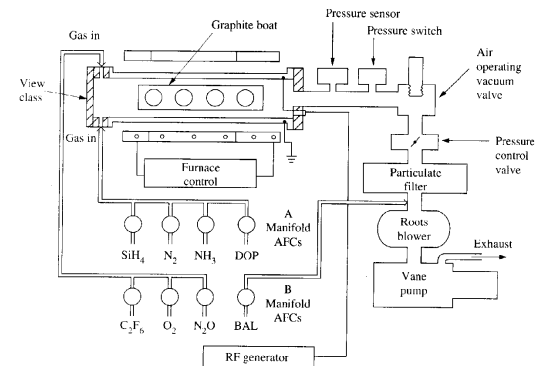 Pressure sensor
Gas in
Graphite boat
Pressure switch
Air
operating
vacuum
valve
View
class
Gas in
Pressure
control
valve
Furnace
control
Particulate
filter
A
Manifold
AFCs
Roots
blower
SiH₄ N₂ NH₃ DOP
Exhaust
Vane
pump
B
Manifold
AFCs
C₂F₆ O₂ N₂O BAL
RF generator